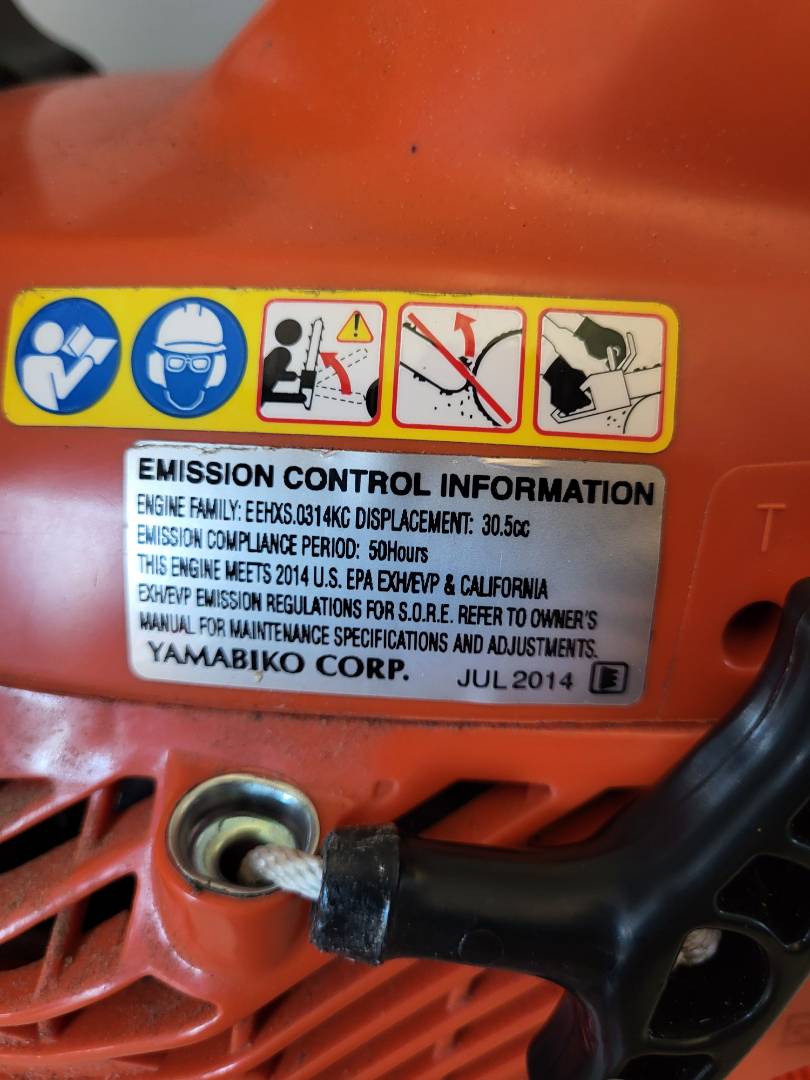 EMISSION CONTROL INFORMATION
ENGINE FAMILY: EEHXS.0314KC DISPLACEMENT: 30.5cc
EMISSION COMPLIANCE PERIOD: 50Hours
THIS ENGINE MEETS 2014 U.S. EPA EXH/EVP & CALIFORNIA
EXH/EVP EMISSION REGULATIONS FOR S.O.R.E. REFER TO OWNER'S
MANUAL FOR MAINTENANCE SPECIFICATIONS AND ADJUSTMENTS.
YAMABIKO CORP. JUL 2014
T